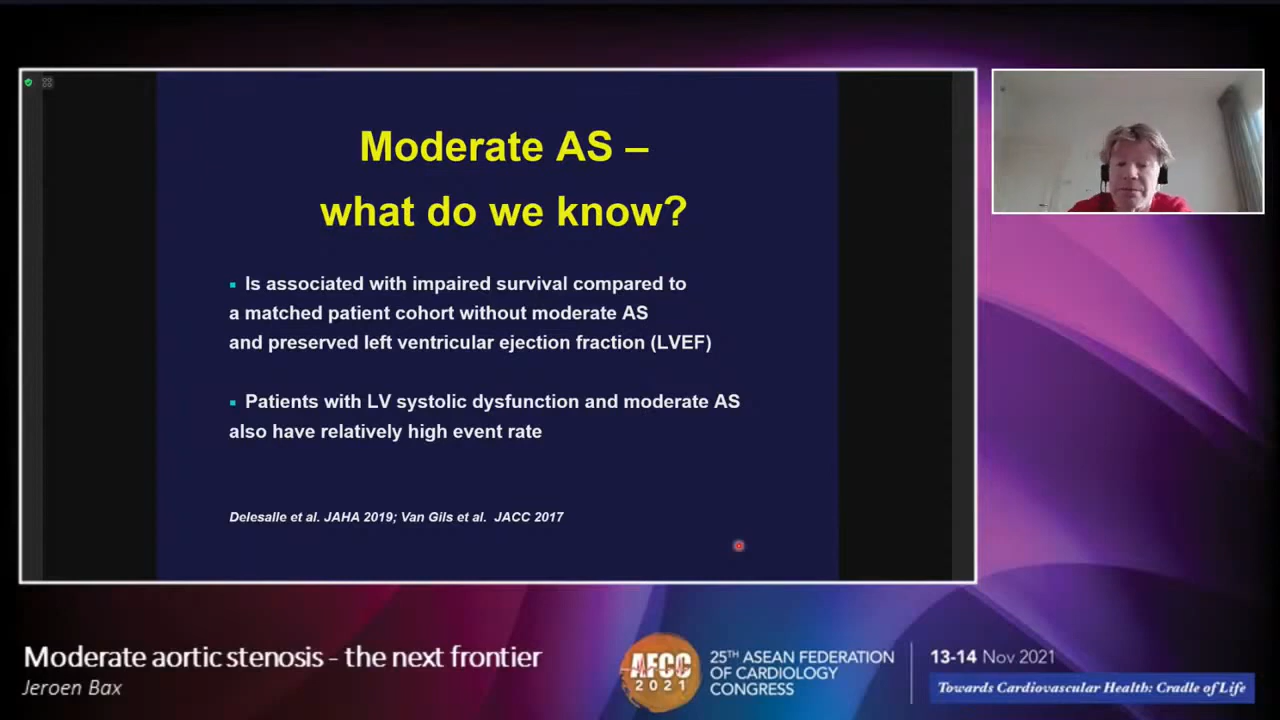 Moderate AS –
what do we know?
▪ Is associated with impaired survival compared to
a matched patient cohort without moderate AS
and preserved left ventricular ejection fraction (LVEF)
▪ Patients with LV systolic dysfunction and moderate AS
also have relatively high event rate
Delesalle et al. JAHA 2019; Van Gils et al. JACC 2017
Moderate aortic stenosis - the next frontier
Jeroen Bax
AFCC
2021
25TH ASEAN FEDERATION
OF CARDIOLOGY
CONGRESS
13-14 Nov 2021
Towards Cardiovascular Health: Cradle of Life